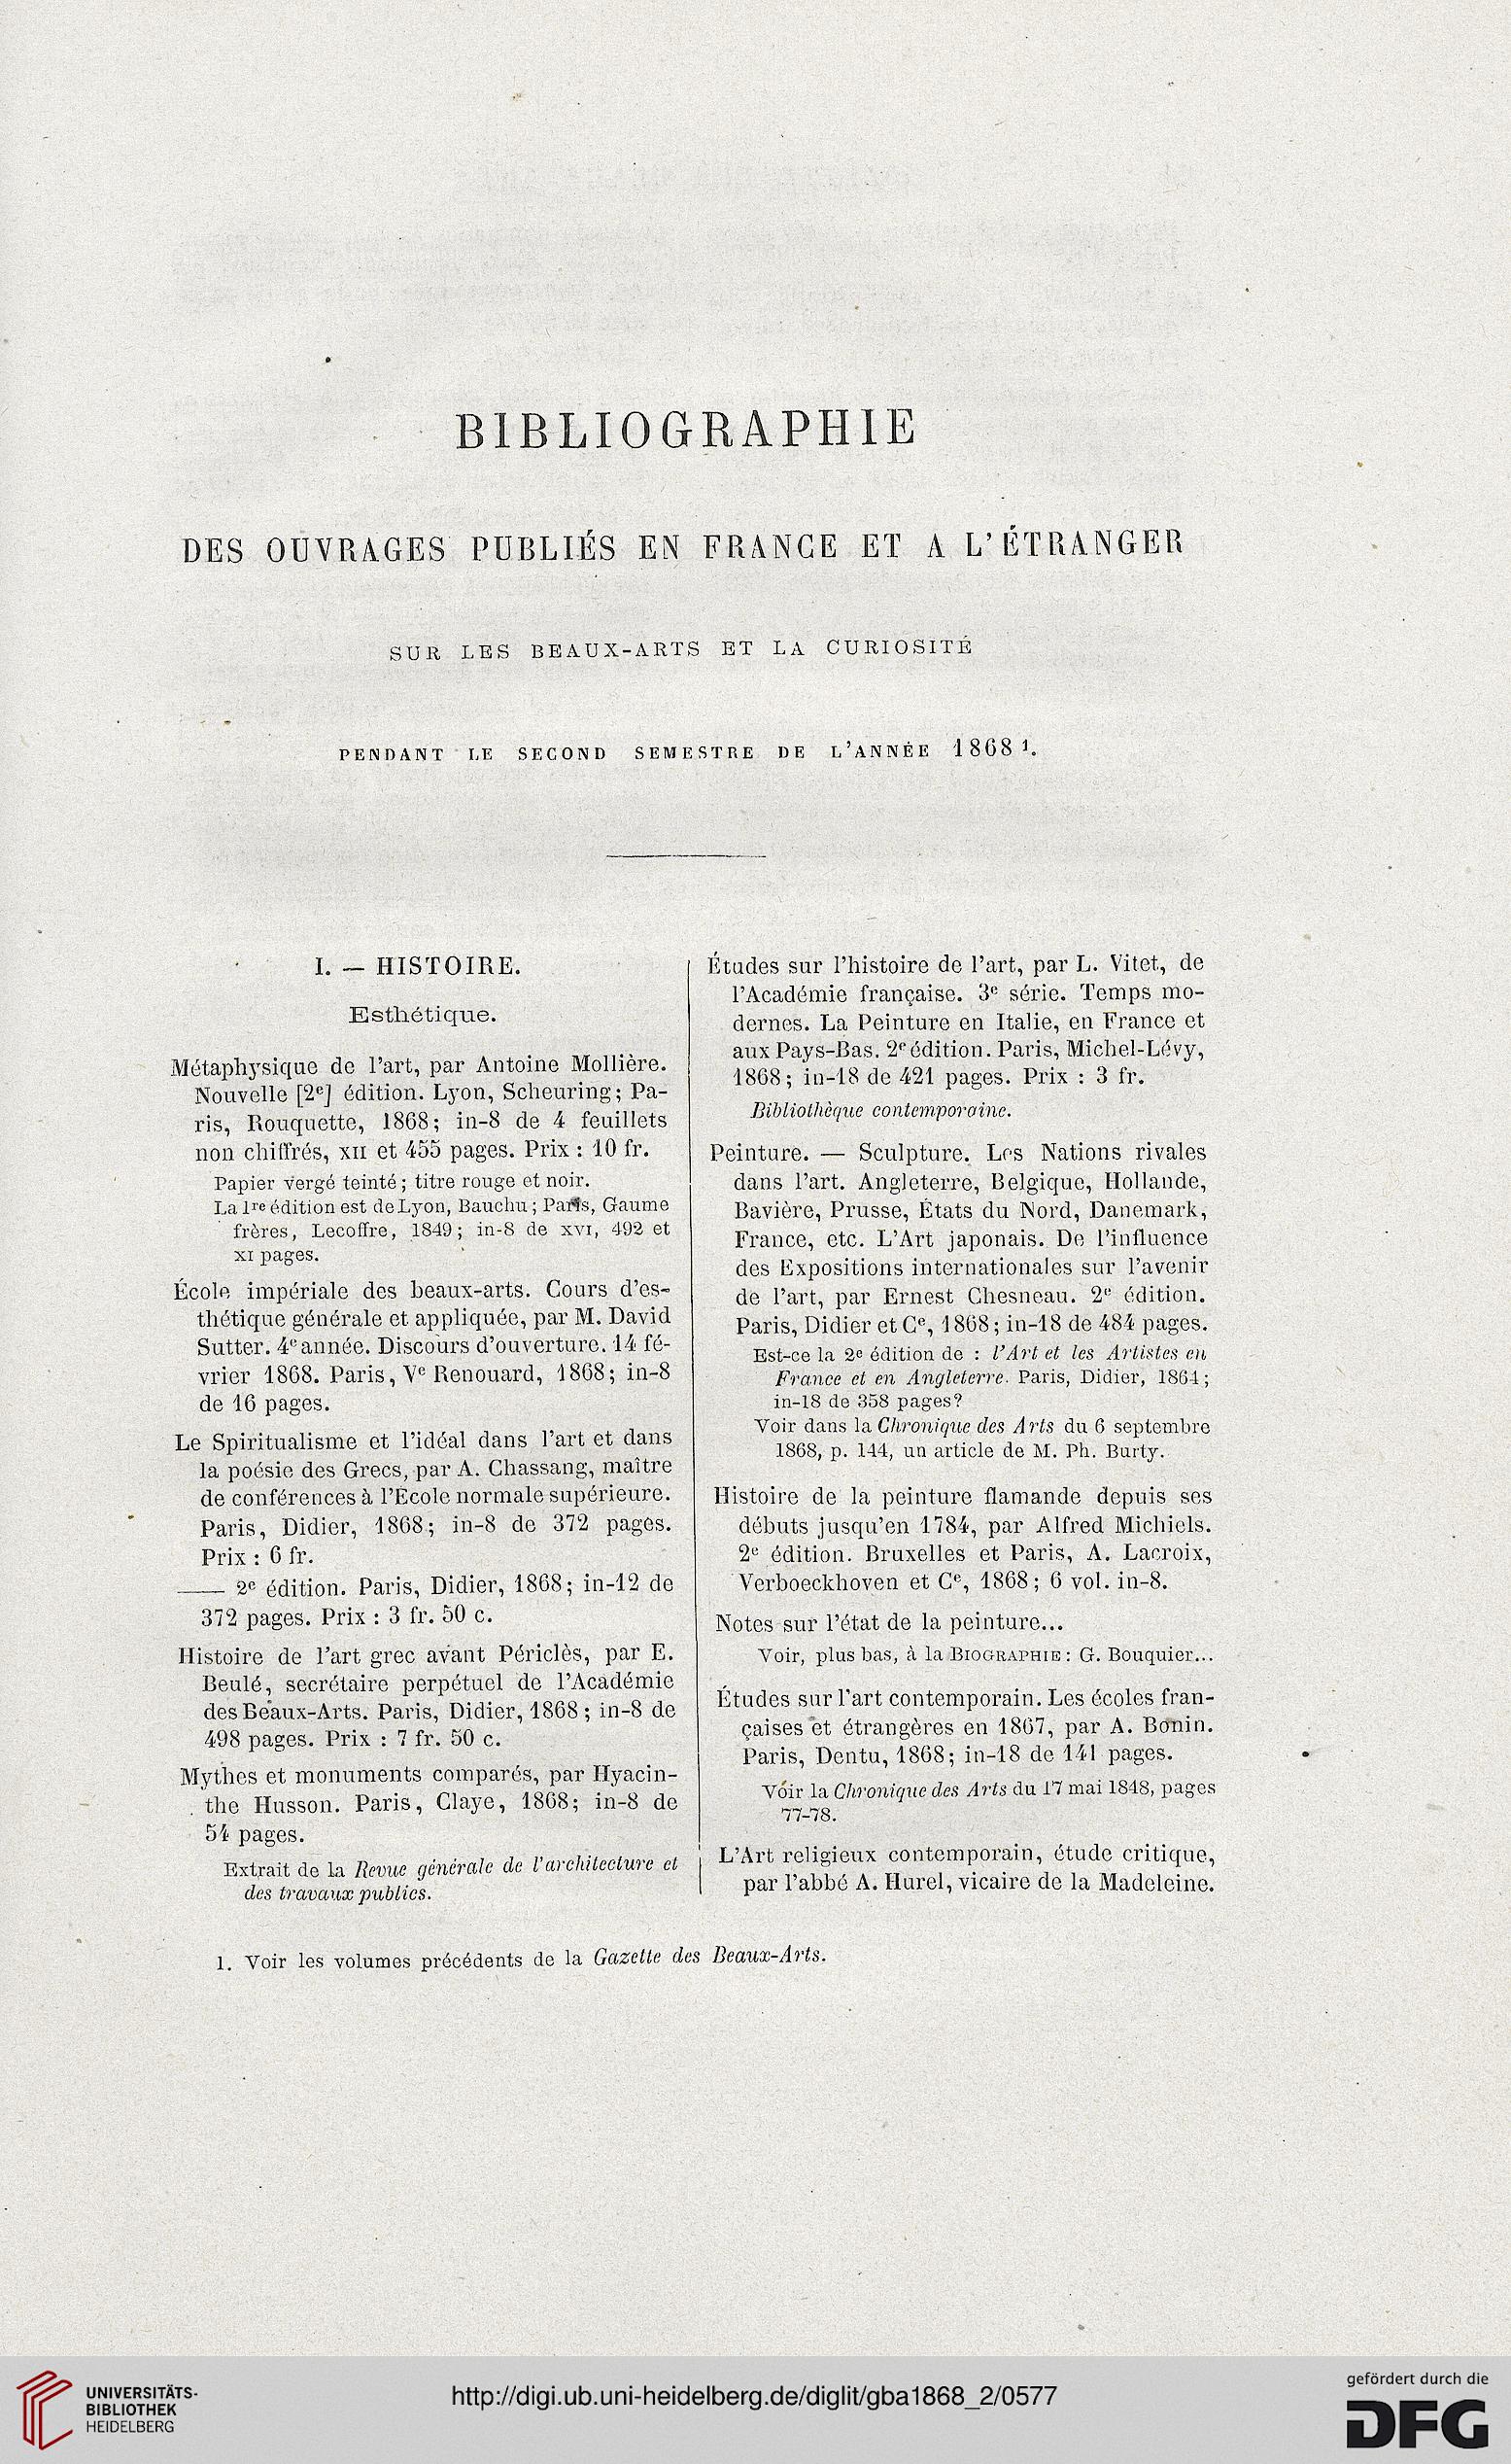 BIBLIOGRAPHIE
DES OUVRAGES PUBLIÉS EN FRANCE ET A L'ÉTRANGER
SUR LES BEAUX-ARTS ET LA CURIOSITÉ
PENDANT LE SECOND SEMESTRE DE L'ANNÉE 1868 1.
I. — HISTOIRE.
Esthétique.
Métaphysique de l'art, par Antoine Mollière.
Nouvelle [2e] édition. Lyon, Scheuring; Pa-
ris, Rouquette, 1868; in-8 de 4 feuillets
non chiffrés, XII et 455 pages. Prix : 10 fr.
Papier vergé teinté; titre rouge et noir.
La 1re édition est de Lyon, Bauchu; Paris, Gaume
frères, Lecoffre, 1849; in-8 de XVI, 492 et
XI pages.
École impériale des beaux-arts. Cours d'es-
thétique générale et appliquée, par M. David
Sutter. 4e année. Discours d'ouverture. 14 fé-
vrier 1868. Paris, Ve Renouard, 1868; in-8
de 16 pages.
Le Spiritualisme et l'idéal dans l'art et dans
la poésie des Grecs, par A. Chassang, maître
de conférences à l'École normale supérieure.
Paris, Didier, 1868; in-8 de 372 pages.
Prix : 6 fr.
—— 2e édition. Paris, Didier, 1868; in-12 de
372 pages. Prix : 3 fr. 50 c.
Histoire de l'art grec avant Périclès, par E.
Beulé, secrétaire perpétuel de l'Académie
des Beaux-Arts. Paris, Didier, 1868; in-8 de
498 pages. Prix : 7 fr. 50 c.
Mythes et monuments comparés, par Hyacin-
the Husson. Paris, Claye, 1868; in-8 de
54 pages.
Extrait de la Revue générale de l'architecture et
des travaux publics.
Études sur l'histoire de l'art, par L. Vitet, de
l'Académie française. 3e série. Temps mo-
dernes. La Peinture en Italie, en France et
aux Pays-Bas. 2e édition. Paris, Michel-Lévy,
1868; in-18 de 421 pages. Prix : 3 fr.
Bibliothèque contemporaine.
Peinture. — Sculpture. Les Nations rivales
dans l'art. Angleterre, Belgique, Hollande,
Bavière, Prusse, États du Nord, Danemark,
France, etc. L'Art japonais. De l'influence
des Expositions internationales sur l'avenir
de l'art, par Ernest Chesneau. 2e édition.
Paris, Didier et Ce, 1868; in-18 de 484 pages.
Est-ce la 2e édition de : l'Art et les Artistes en
France et en Angleterre. Paris, Didier, 1864;
in-18 de 358 pages?
Voir dans la Chronique des Arts du 6 septembre
1868, p. 144, un article de M. Ph. Burty.
Histoire de la peinture flamande depuis ses
débuts jusqu'en 1784, par Alfred Michiels.
2e édition. Bruxelles et Paris, A. Lacroix,
Verboeckhoven et Ce, 1868; 6 vol. in-8.
Notes sur l'état de la peinture...
Voir, plus bas, à la BIOGRAPHIE : G. Bouquier...
Études sur l'art contemporain. Les écoles fran-
çaises et étrangères en 1867, par A. Bonin.
Paris, Dentu, 1868; in-18 de 141 pages.
Voir la Chronique des Arts du 17 mai 1848, pages
77-78.
L'Art religieux contemporain, étude critique,
par l'abbé A. Hurel, vicaire de la Madeleine.
1. Voir les volumes précédents de la Gazette des Beaux-Arts.
UNIVERSITÄTS-
BIBLIOTHEK
HEIDELBERG
http://digi.ub.uni-heidelberg.de/diglit/gba1868_2/0577
gefördert durch die
DFG